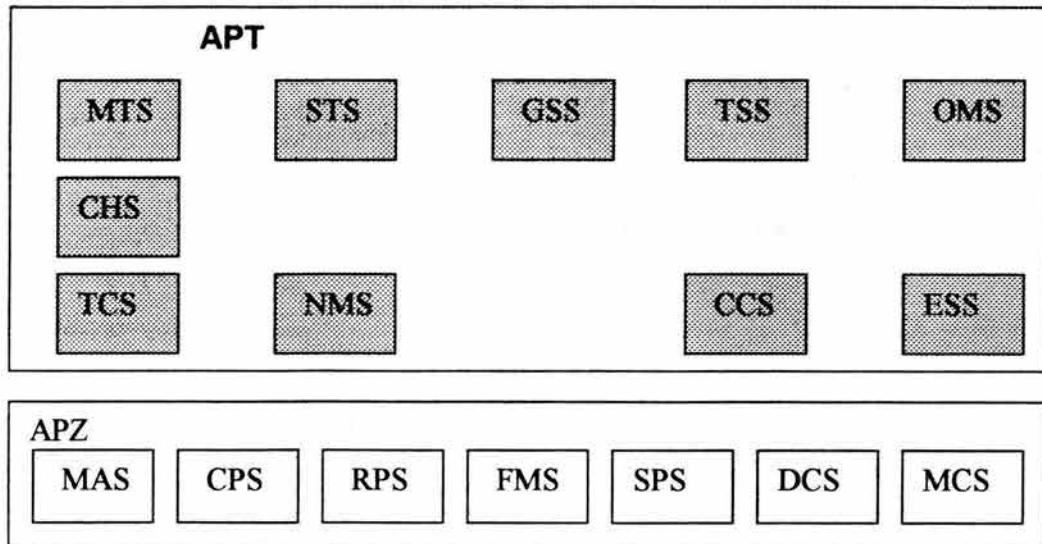 APT
MTS STS GSS TSS OMS
CHS
TCS NMS CCS ESS
APZ
MAS CPS RPS FMS SPS DCS MCS